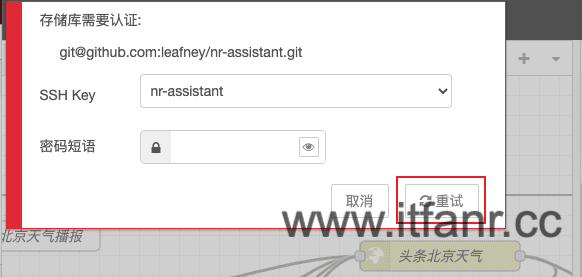 存储库需要认证:
git@github.com:leafney/nr-assistant.git
SSH Key
nr-assistant
密码短语
取消
重试
www.itfanr.cc
北京天气播报
头条北京天气